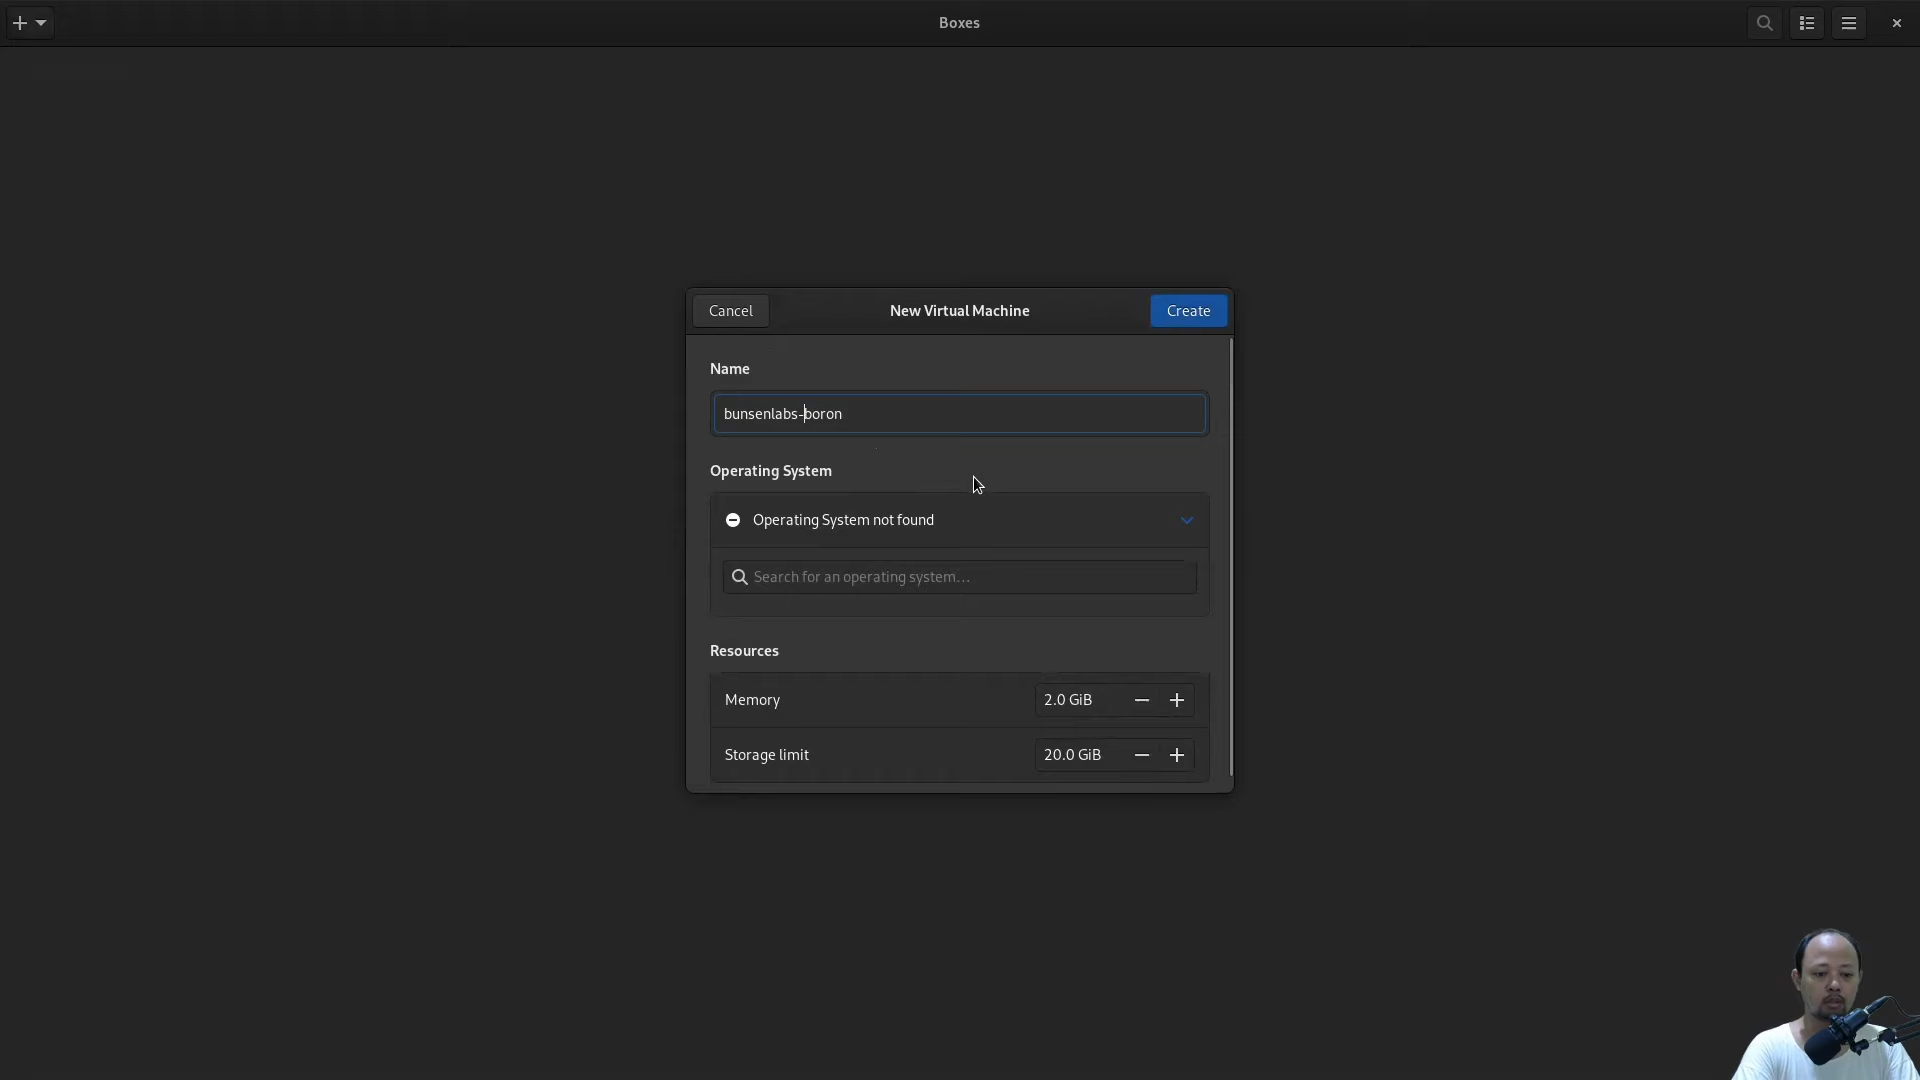 Boxes
Cancel
New Virtual Machine
Create
Name
bunsenlabs-boron
Operating System
Operating System not found
Search for an operating system...
Resources
Memory
2.0 GiB
Storage limit
20.0 GiB